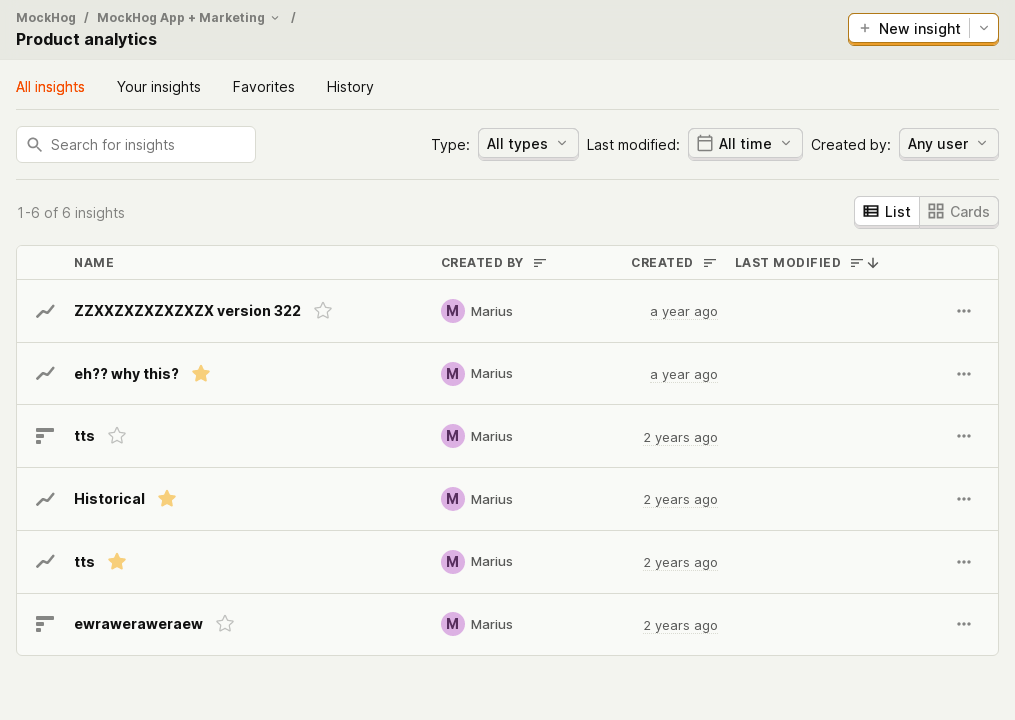 MockHog / MockHog App + Marketing /
Product analytics
New insight
All insights Your insights Favorites History
Search for insights Type: All types Last modified: All time Created by: Any user
1-6 of 6 insights List Cards
NAME CREATED BY CREATED LAST MODIFIED
ZZXXZXZXZXZXZX version 322 M Marius a year ago
eh?? why this? M Marius a year ago
tts M Marius 2 years ago
Historical M Marius 2 years ago
tts M Marius 2 years ago
ewraweraweraew M Marius 2 years ago